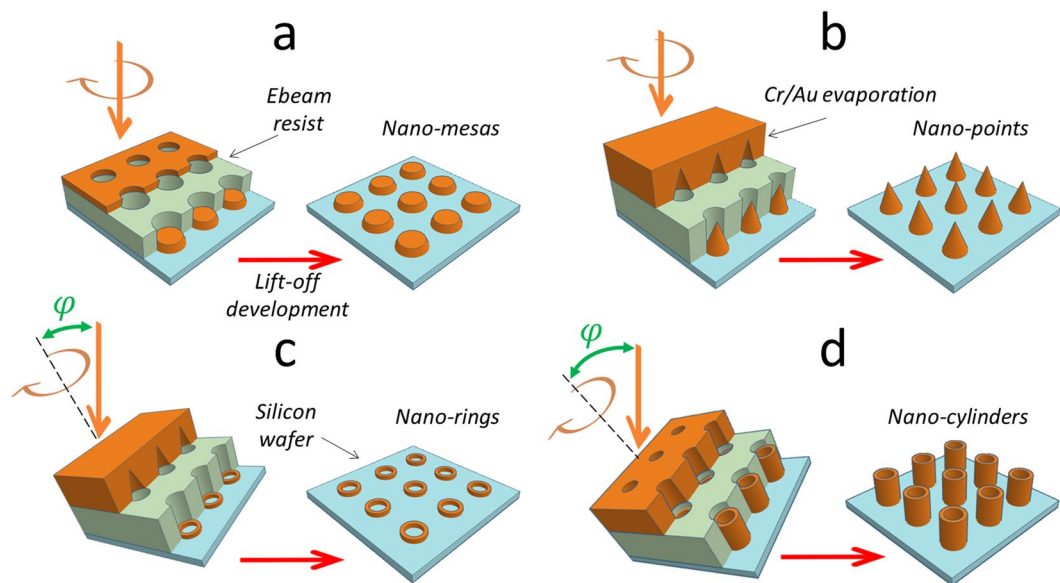 a
Ebeam
resist
Nano-mesas
Lift-off
development
b
Cr/Au evaporation
Nano-points
φ
c
Silicon
wafer
Nano-rings
φ
d
Nano-cylinders